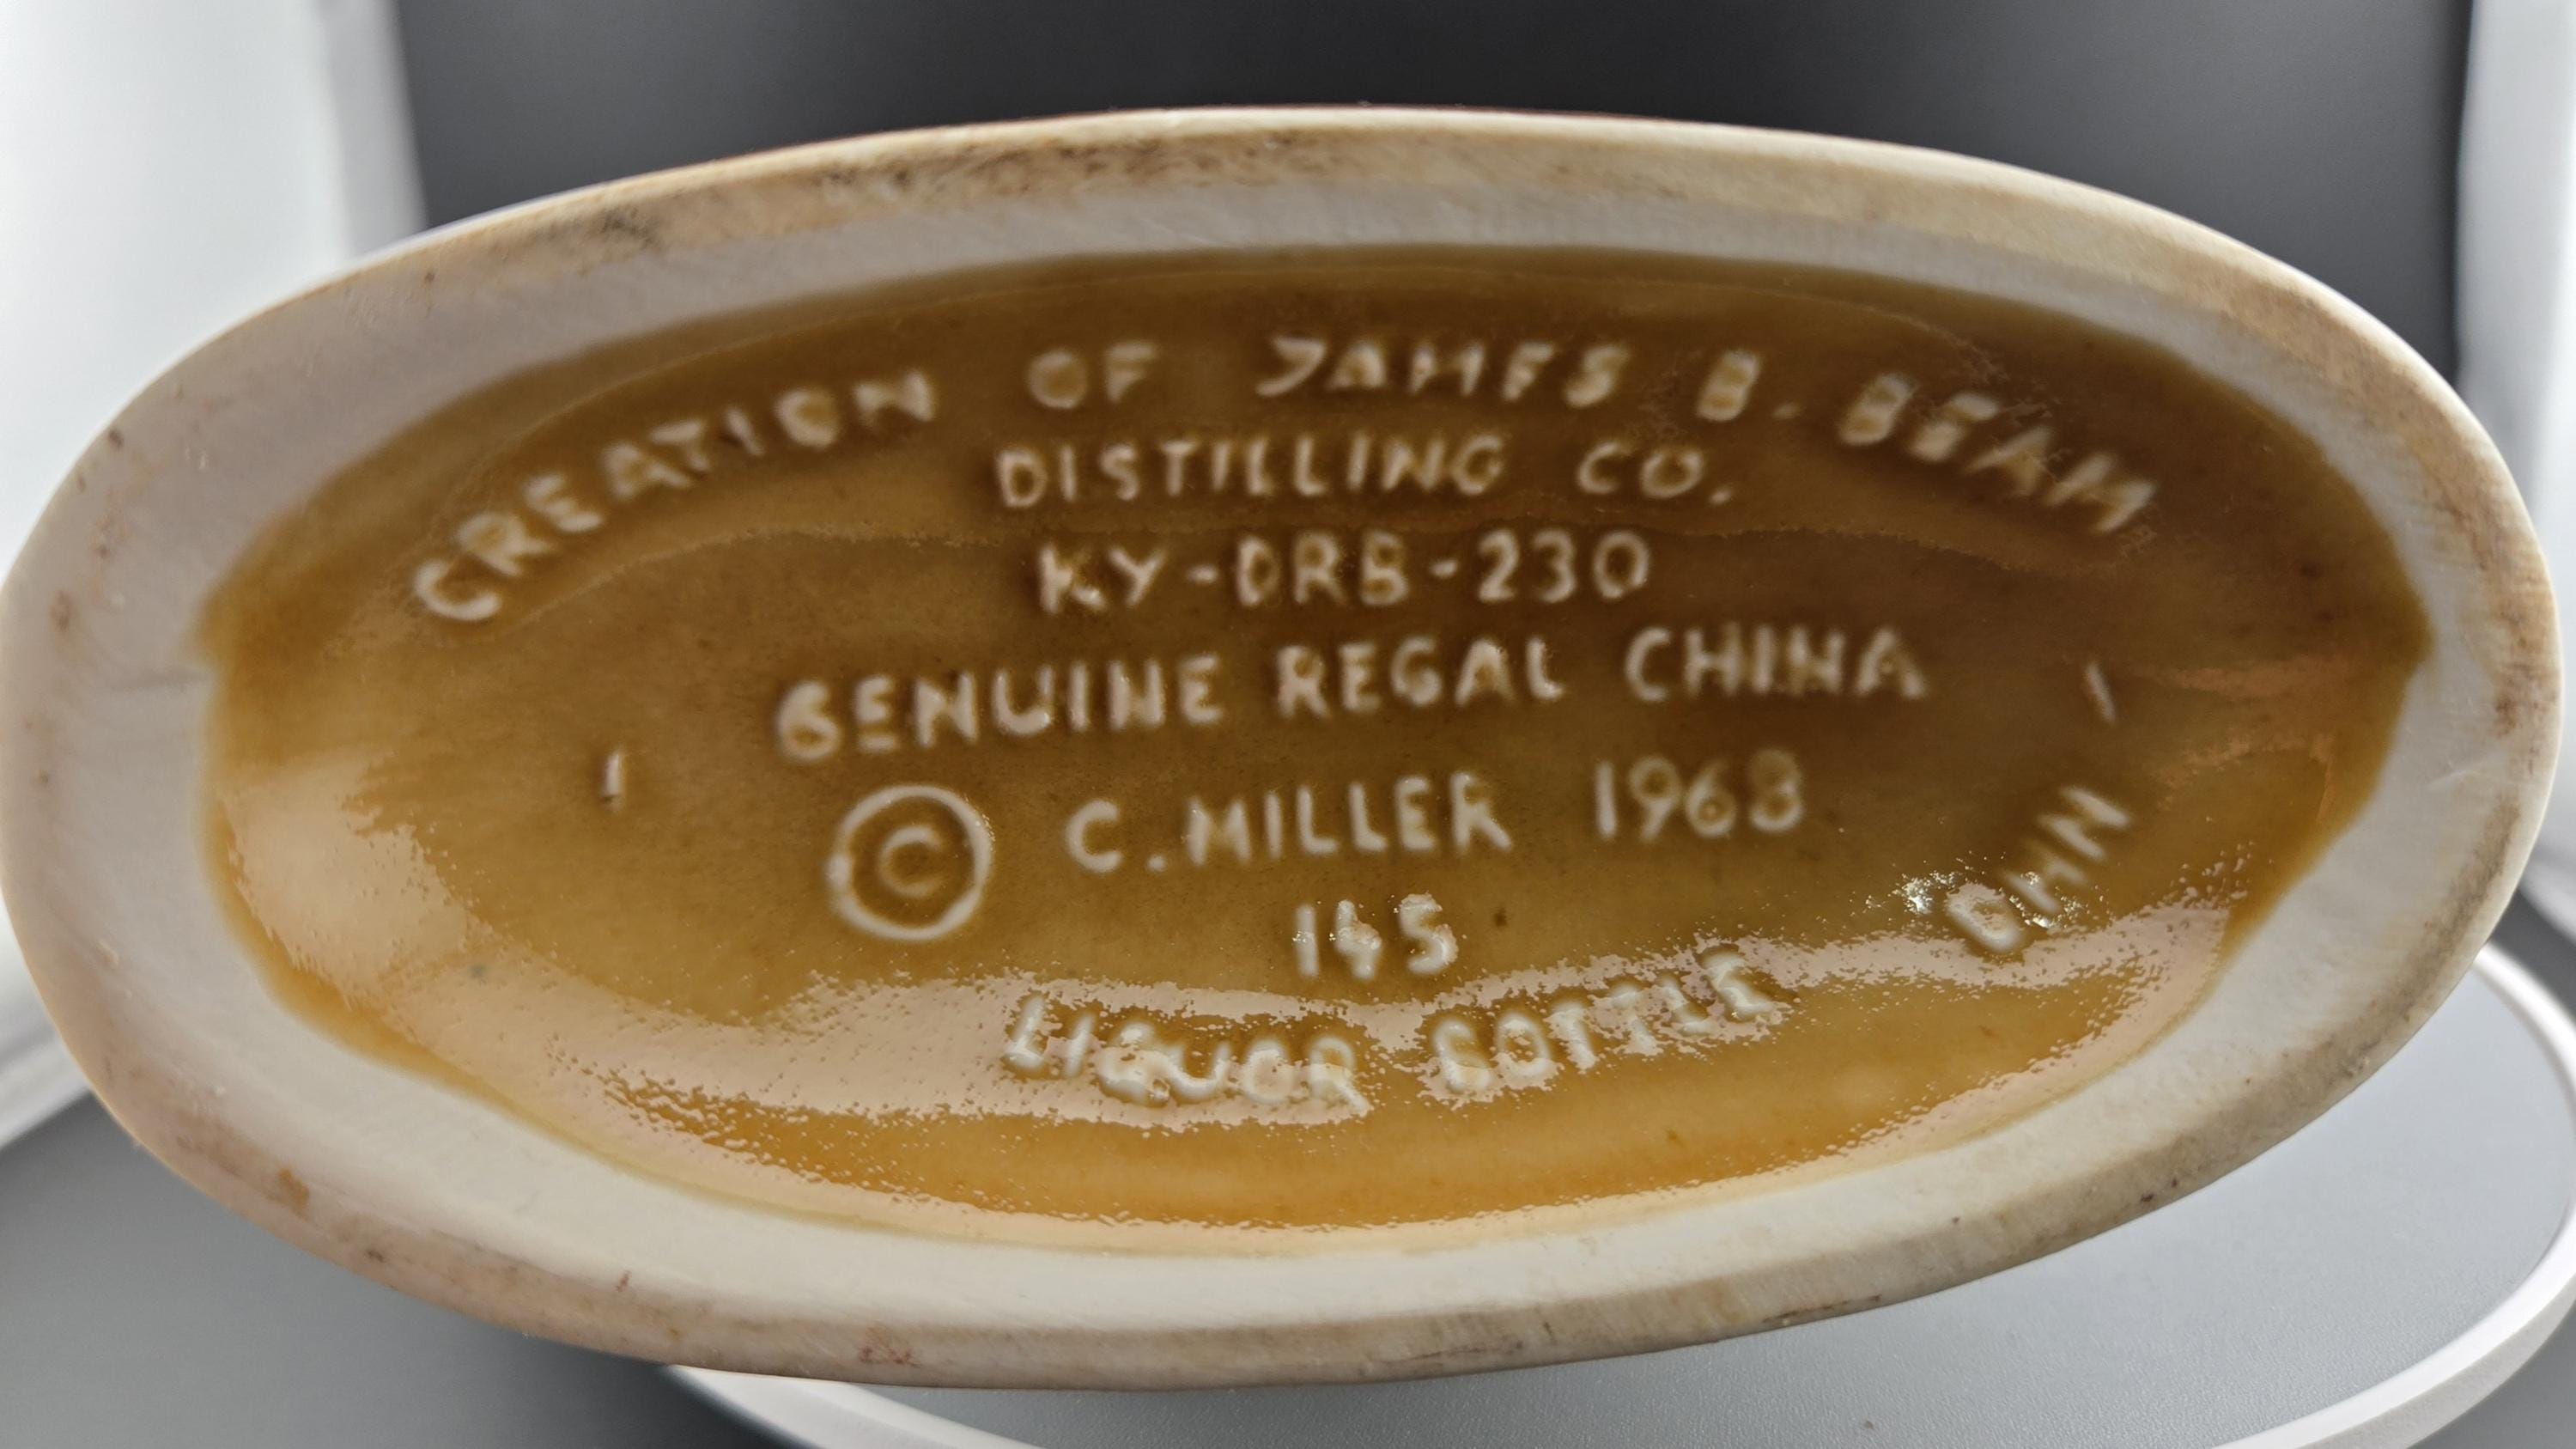 CREATION OF JAMES B. BEAM
DISTILLING CO.
KY-DRB-230
GENUINE REGAL CHINA
© C. MILLER 1968
145
LIQUOR BOTTLE